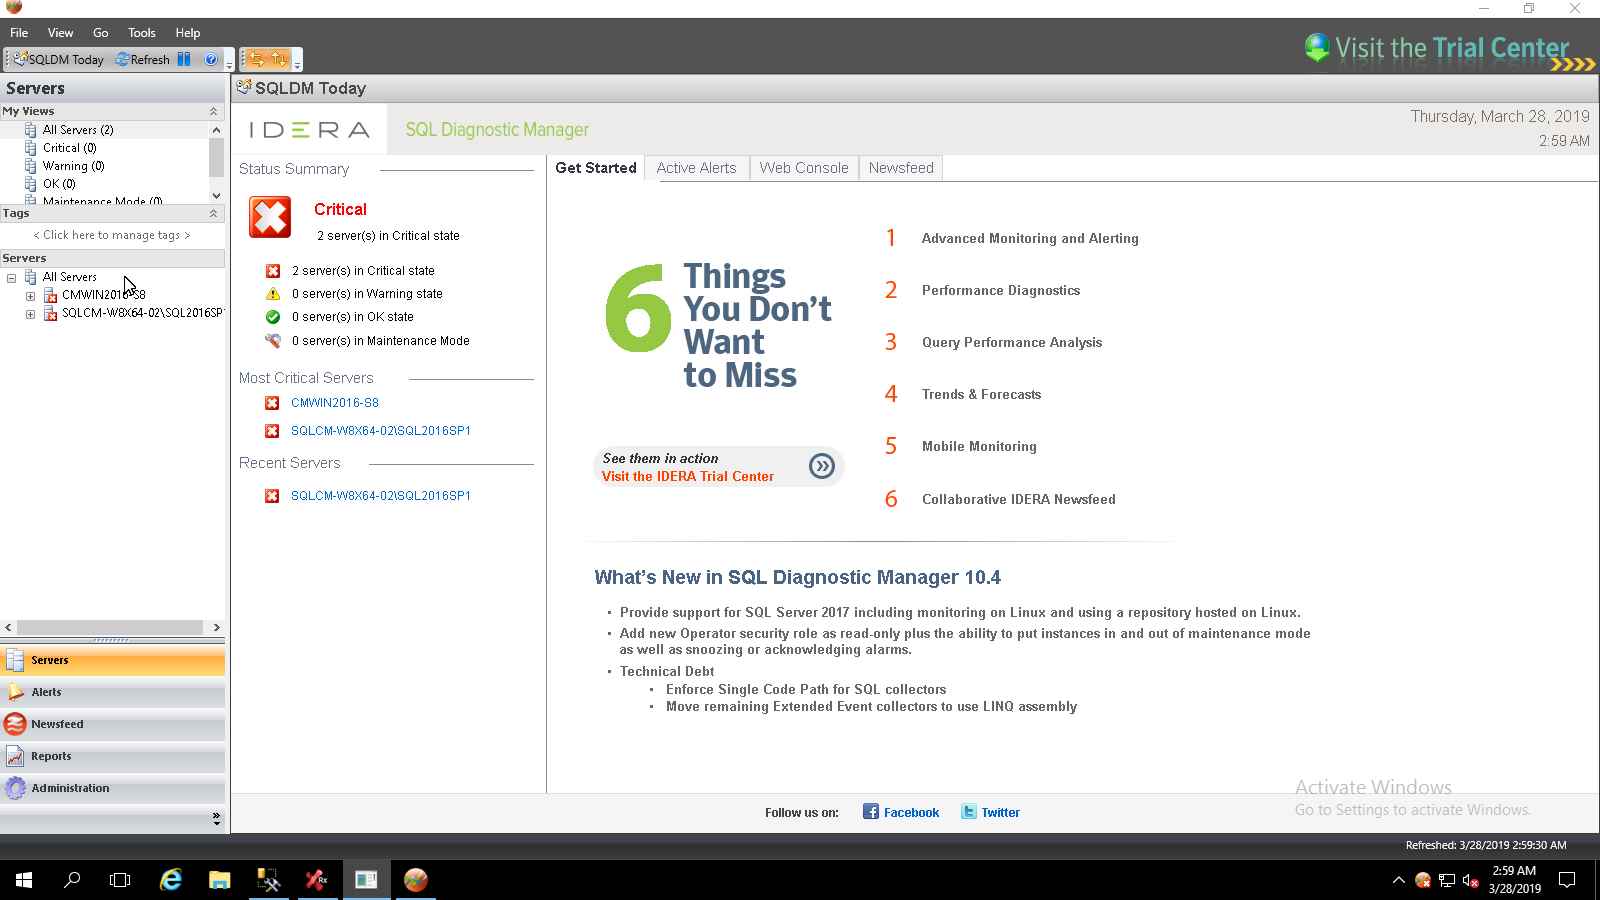 File View Go Tools Help
Visit the Trial Center
SQLDM Today Refresh
Servers
SQLDM Today
My Views
All Servers (2)
Critical (0)
Warning (0)
OK (0)
Maintenance Mode (0)
Tags
< Click here to manage tags >
Servers
All Servers
CMWIN2016-S8
SQLCM-W8X64-02\SQL2016SP
Servers
Alerts
Newsfeed
Reports
Administration
IDERA SQL Diagnostic Manager
Thursday, March 28, 2019
2:59 AM
Status Summary
Critical
2 server(s) in Critical state
2 server(s) in Critical state
0 server(s) in Warning state
0 server(s) in OK state
0 server(s) in Maintenance Mode
Most Critical Servers
CMWIN2016-S8
SQLCM-W8X64-02\SQL2016SP1
Recent Servers
SQLCM-W8X64-02\SQL2016SP1
Get Started Active Alerts Web Console Newsfeed
6 Things
You Don't
Want
to Miss
See them in action
Visit the IDERA Trial Center
1 Advanced Monitoring and Alerting
2 Performance Diagnostics
3 Query Performance Analysis
4 Trends & Forecasts
5 Mobile Monitoring
6 Collaborative IDERA Newsfeed
What's New in SQL Diagnostic Manager 10.4
• Provide support for SQL Server 2017 including monitoring on Linux and using a repository hosted on Linux.
• Add new Operator security role as read-only plus the ability to put instances in and out of maintenance mode
as well as snoozing or acknowledging alarms.
• Technical Debt
• Enforce Single Code Path for SQL collectors
• Move remaining Extended Event collectors to use LINQ assembly
Activate Windows
Go to Settings to activate Windows.
Follow us on: Facebook Twitter
Refreshed: 3/28/2019 2:59:30 AM
2:59 AM
3/28/2019